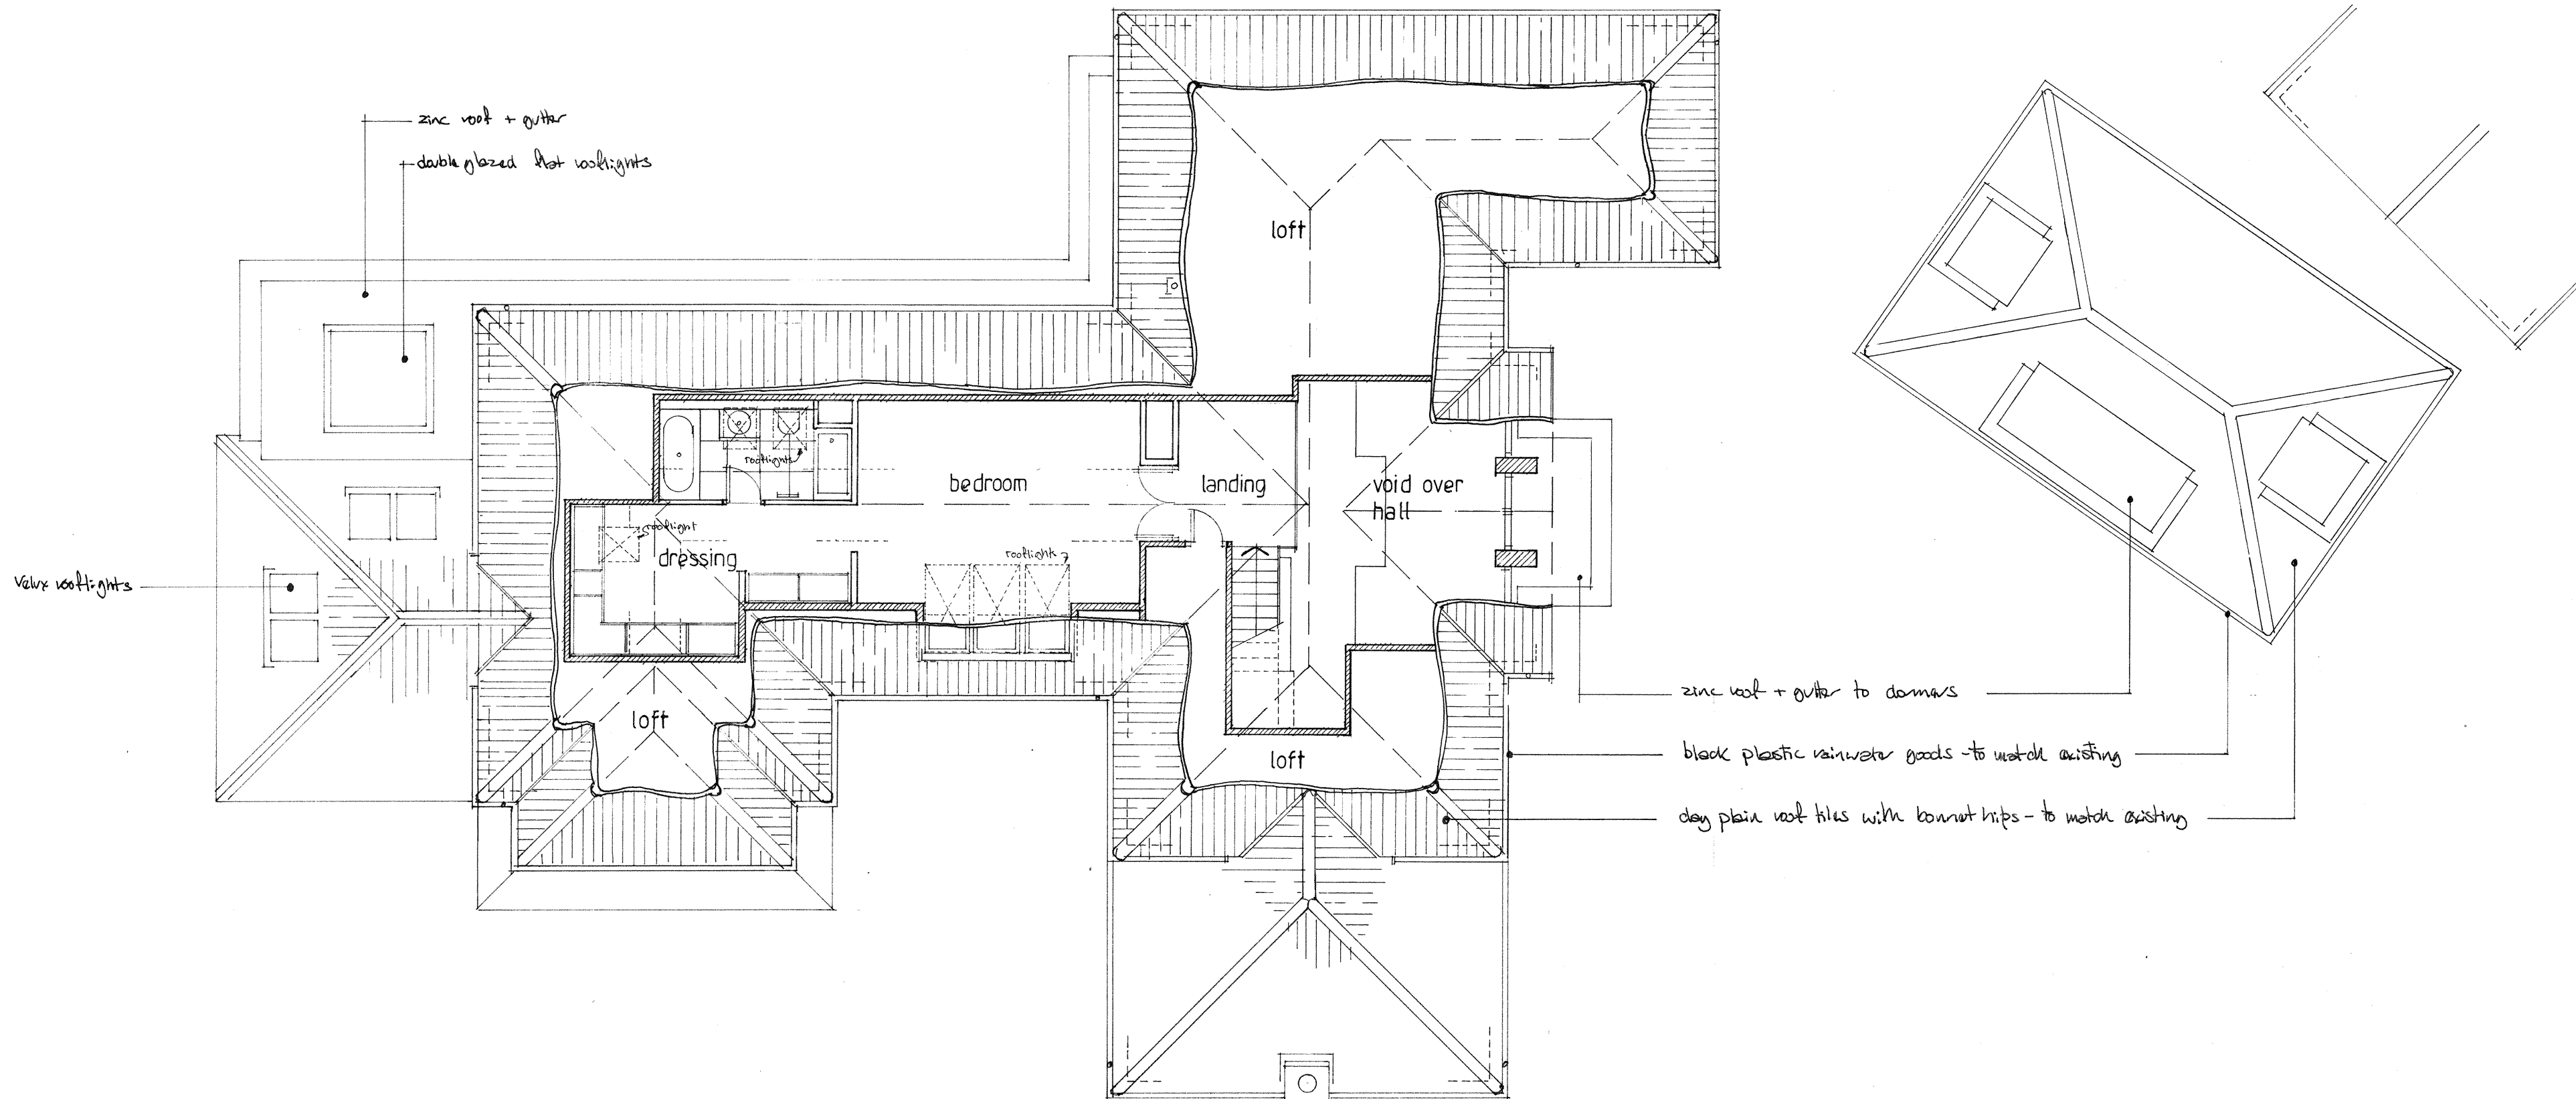 zinc roof + gutter
double glazed flat rooflights
loft
rooflights
bedroom
landing
void over
hall
rooflight
dressing
rooflights
Velux rooflights
zinc roof + gutter to dormers
loft
black plastic rainwater goods - to match existing
loft
clay plain roof tiles with bonnet hips - to match existing